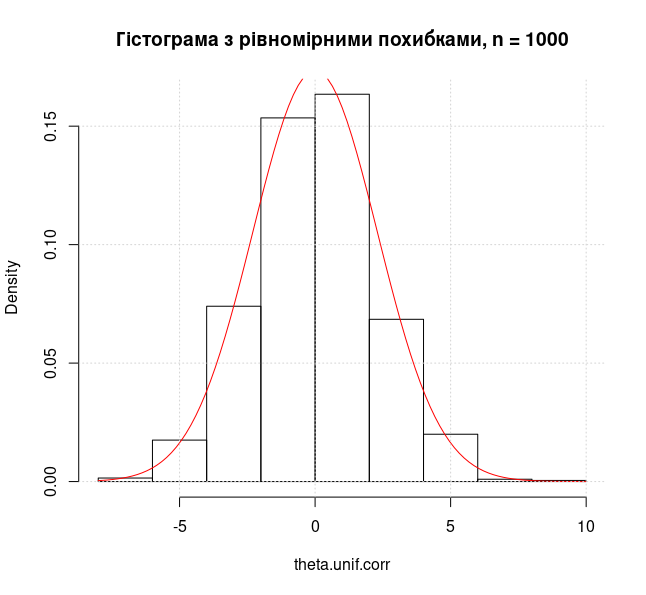 Гістограма з рівномірними похибками, n = 1000
Density
0.15
0.10
0.05
0.00
-5 0 5 10
theta.unif.corr